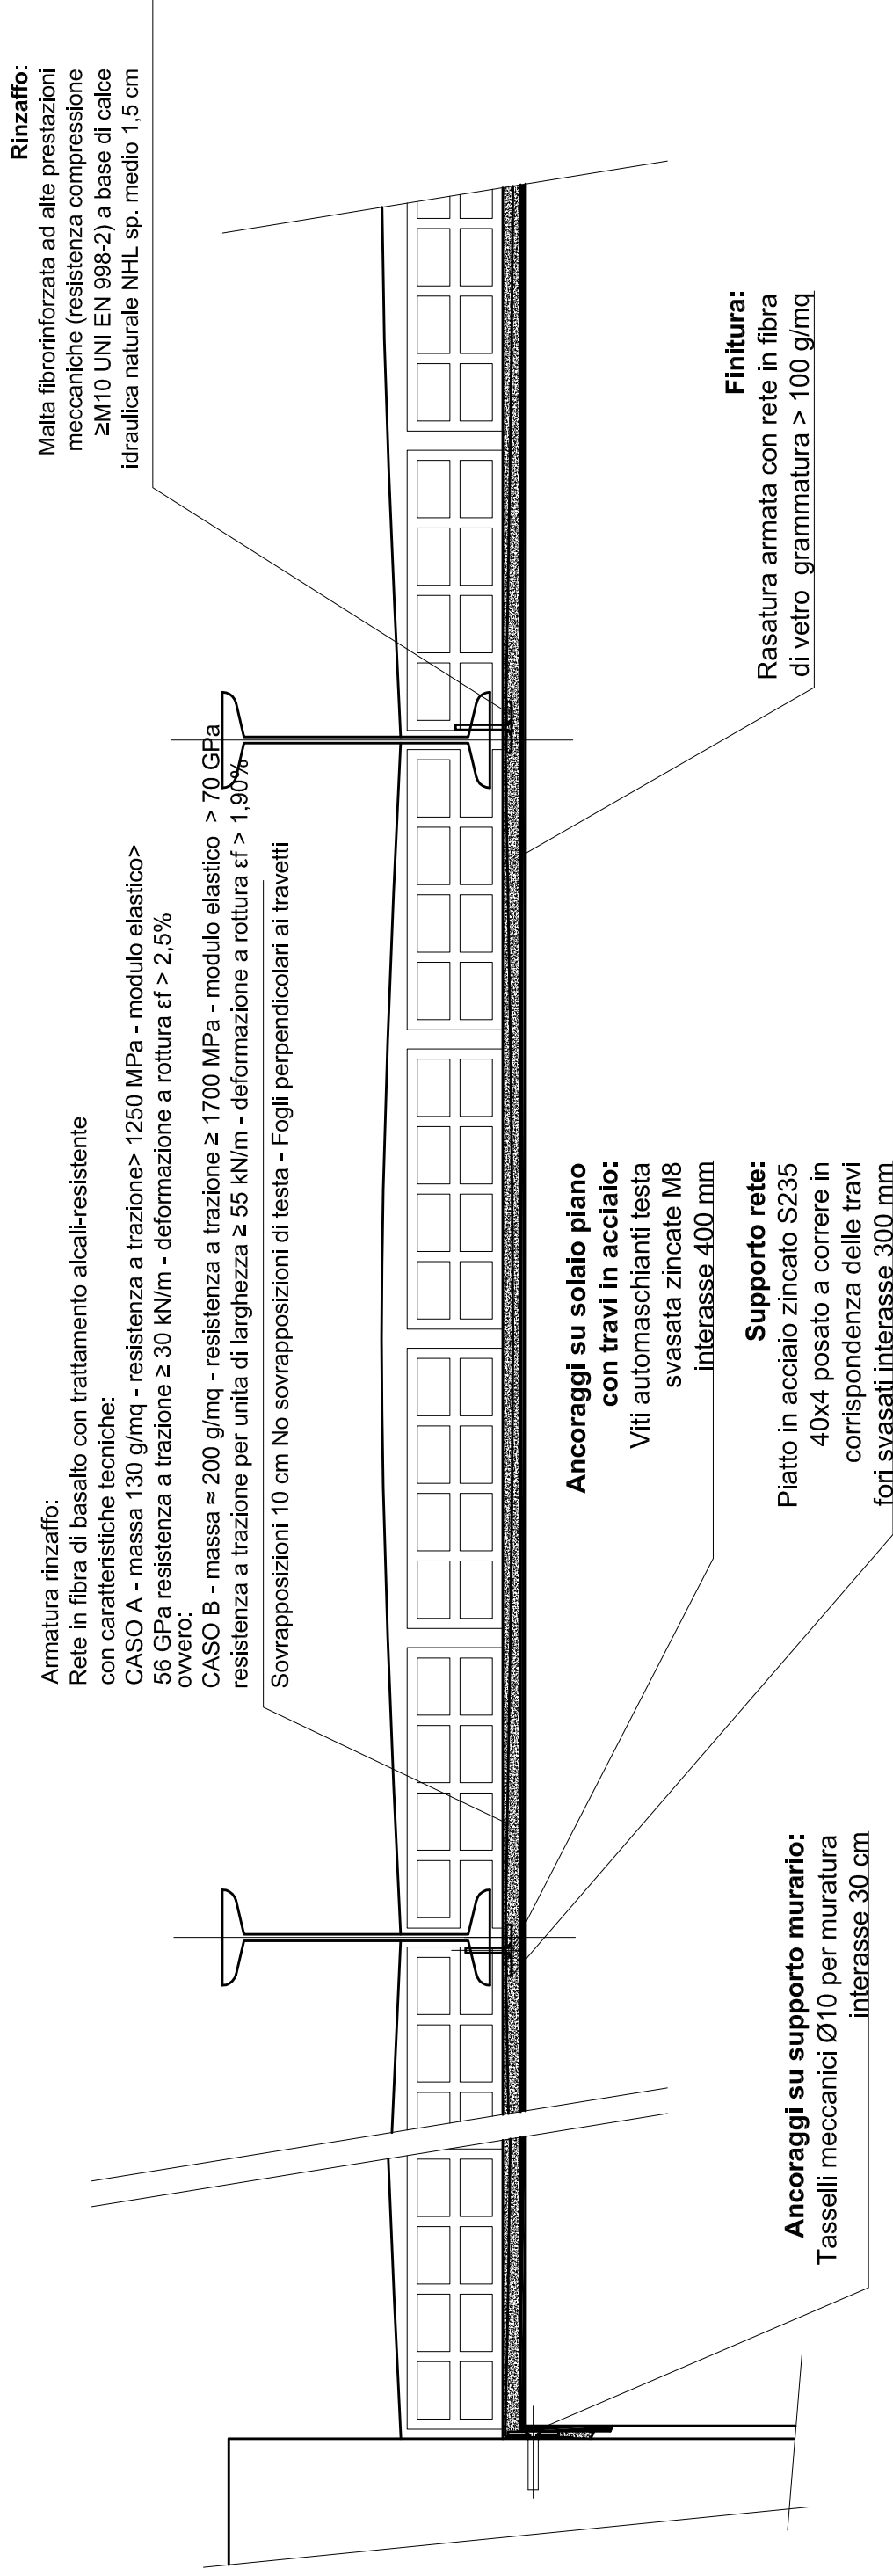 Armatura rinzaffo:
Rete in fibra di basalto con trattamento alcali-resistente
con caratteristiche tecniche:
CASO A - massa 130 g/mq - resistenza a trazione> 1250 MPa - modulo elastico>
56 GPa resistenza a trazione ≥ 30 kN/m - deformazione a rottura εf > 2,5%
ovvero:
CASO B - massa ≈ 200 g/mq - resistenza a trazione ≥ 1700 MPa - modulo elastico > 70 GPa
resistenza a trazione per unita di larghezza ≥ 55 kN/m - deformazione a rottura εf > 1,90%
Sovrapposizioni 10 cm No sovrapposizioni di testa - Fogli perpendicolari ai travetti
Rinzaffo:
Malta fibrorinforzata ad alte prestazioni
meccaniche (resistenza compressione
≥M10 UNI EN 998-2) a base di calce
idraulica naturale NHL sp. medio 1,5 cm
Ancoraggi su supporto murario:
Tasselli meccanici Ø10 per muratura
interasse 30 cm
Ancoraggi su solaio piano
con travi in acciaio:
Viti automaschianti testa
svasata zincate M8
interasse 400 mm
Supporto rete:
Piatto in acciaio zincato S235
40x4 posato a correre in
corrispondenza delle travi
fori svasati interasse 300 mm
Finitura:
Rasatura armata con rete in fibra
di vetro grammatura > 100 g/mq